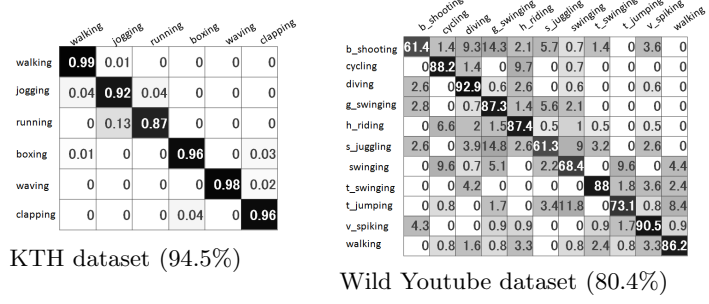 walking jogging running boxing waving clapping
walking 0.99 0.01 0 0 0 0
jogging 0.04 0.92 0.04 0 0 0
running 0 0.13 0.87 0 0 0
boxing 0.01 0 0 0.96 0 0.03
waving 0 0 0 0 0.98 0.02
clapping 0 0 0 0.04 0 0.96
KTH dataset (94.5%)
b_shooting cycling diving g_swinging h_riding s_juggling swinging t_swinging t_jumping v_spiking walking
b_shooting 61.4 1.4 9.3 14.3 2.1 5.7 0.7 1.4 0 3.6 0
cycling 0 88.2 1.4 0 9.7 0 0.7 0 0 0 0
diving 2.6 0 92.9 0.6 2.6 0 0.6 0 0 0.6 0
g_swinging 2.8 0 0.7 87.3 1.4 5.6 2.1 0 0 0 0
h_riding 0 6.6 2 1.5 87.4 0.5 1 0.5 0 0.5 0
s_juggling 2.6 0 3.9 14.8 2.6 61.3 9 3.2 0 2.6 0
swinging 0 9.6 0.7 5.1 0 2.2 68.4 0 9.6 0 4.4
t_swinging 0 0 4.2 0 0 0 0 88 1.8 3.6 2.4
t_jumping 0 0.8 0 1.7 0 3.4 11.8 0 73.1 0.8 8.4
v_spiking 4.3 0 0 0.9 0.9 0 0 0.9 1.7 90.5 0.9
walking 0 0.8 1.6 0.8 3.3 0 0.8 2.4 0.8 3.3 86.2
Wild Youtube dataset (80.4%)